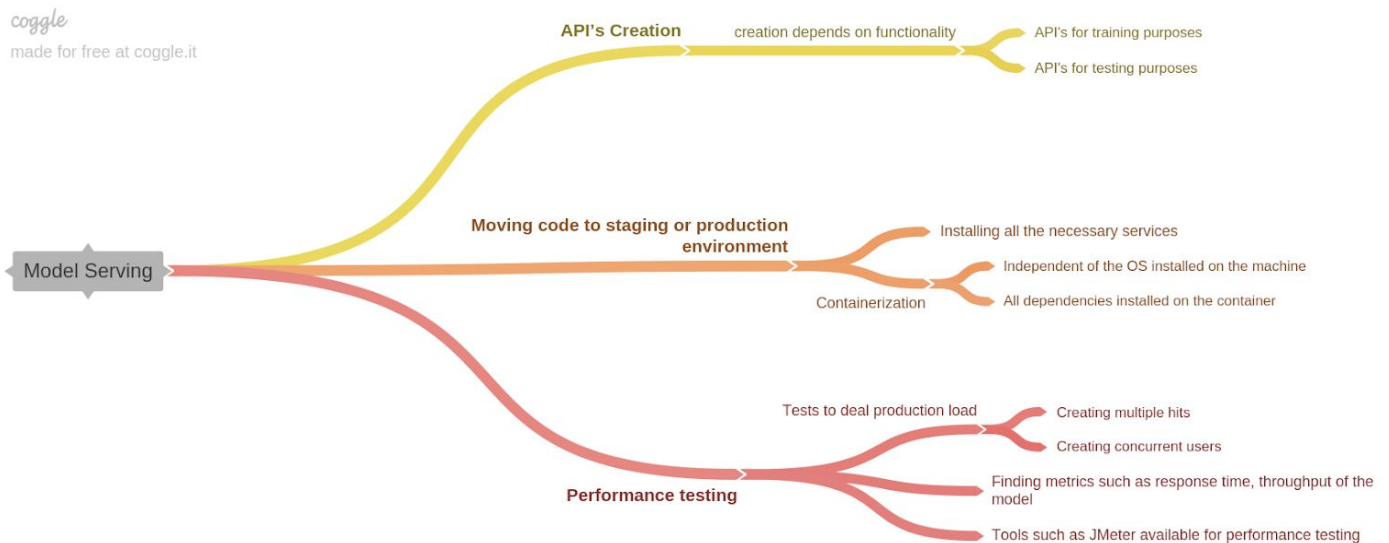 coggle
made for free at coggle.it
API's Creation
creation depends on functionality
API's for training purposes
API's for testing purposes
Model Serving
Moving code to staging or production
environment
Installing all the necessary services
Containerization
Independent of the OS installed on the machine
All dependencies installed on the container
Performance testing
Tests to deal production load
Creating multiple hits
Creating concurrent users
Finding metrics such as response time, throughput of the
model
Tools such as JMeter available for performance testing